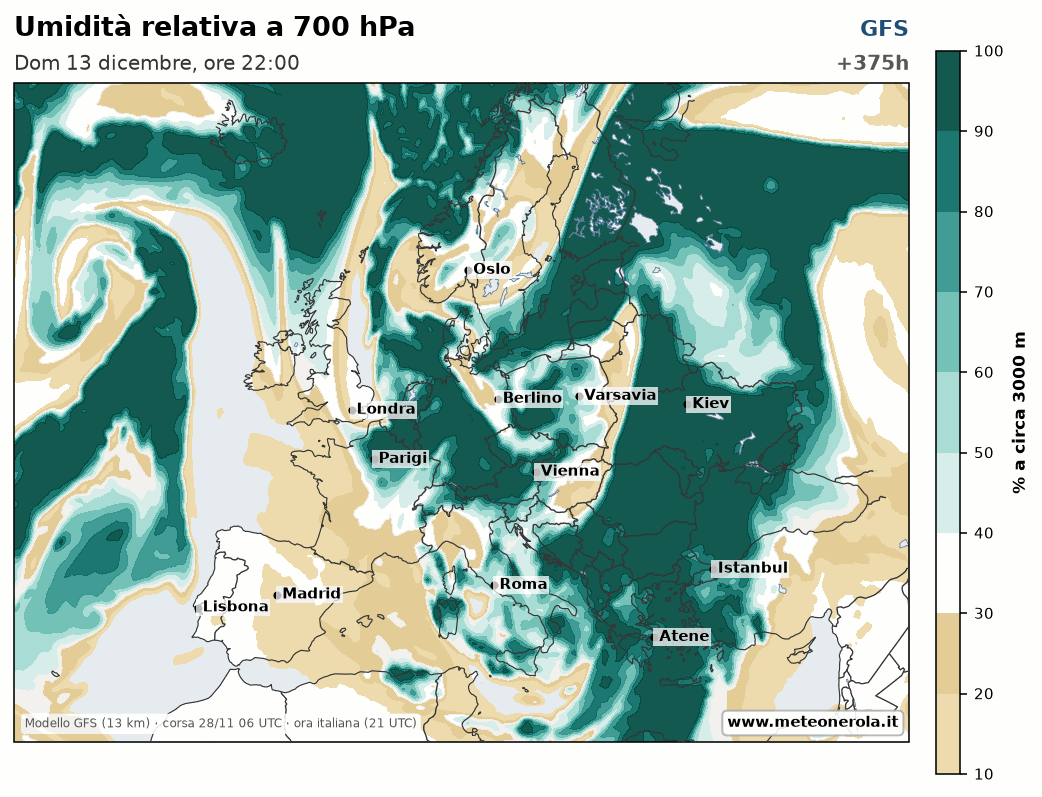 Umidità relativa a 700 hPa
GFS
Dom 13 dicembre, ore 22:00
+375h
100
90
80
70
60
50
40
30
20
10
% a circa 3000 m
Oslo
Londra
Berlino
Varsavia
Kiev
Parigi
Vienna
Roma
Istanbul
Madrid
Lisbona
Atene
Modello GFS (13 km) · corsa 28/11 06 UTC · ora italiana (21 UTC)
www.meteonerola.it